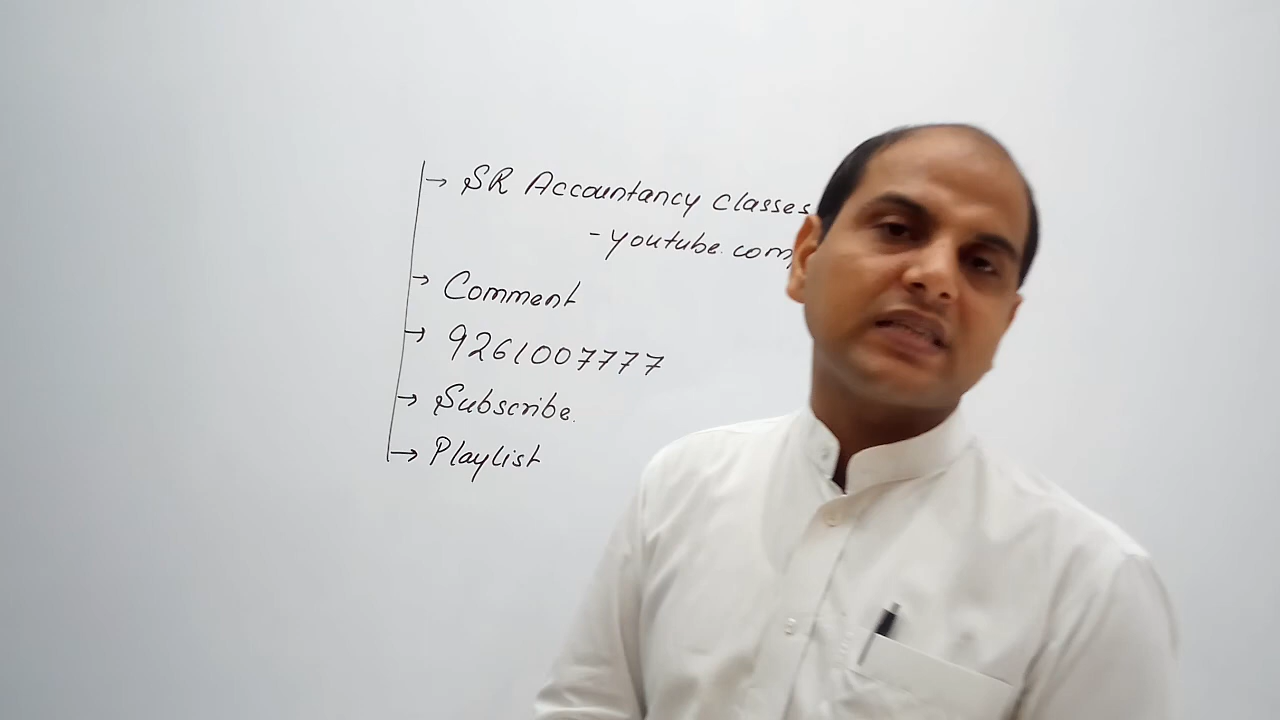 → SR Accountancy classes
- youtube.com
→ Comment
→ 9261007777
→ Subscribe.
→ Playlist